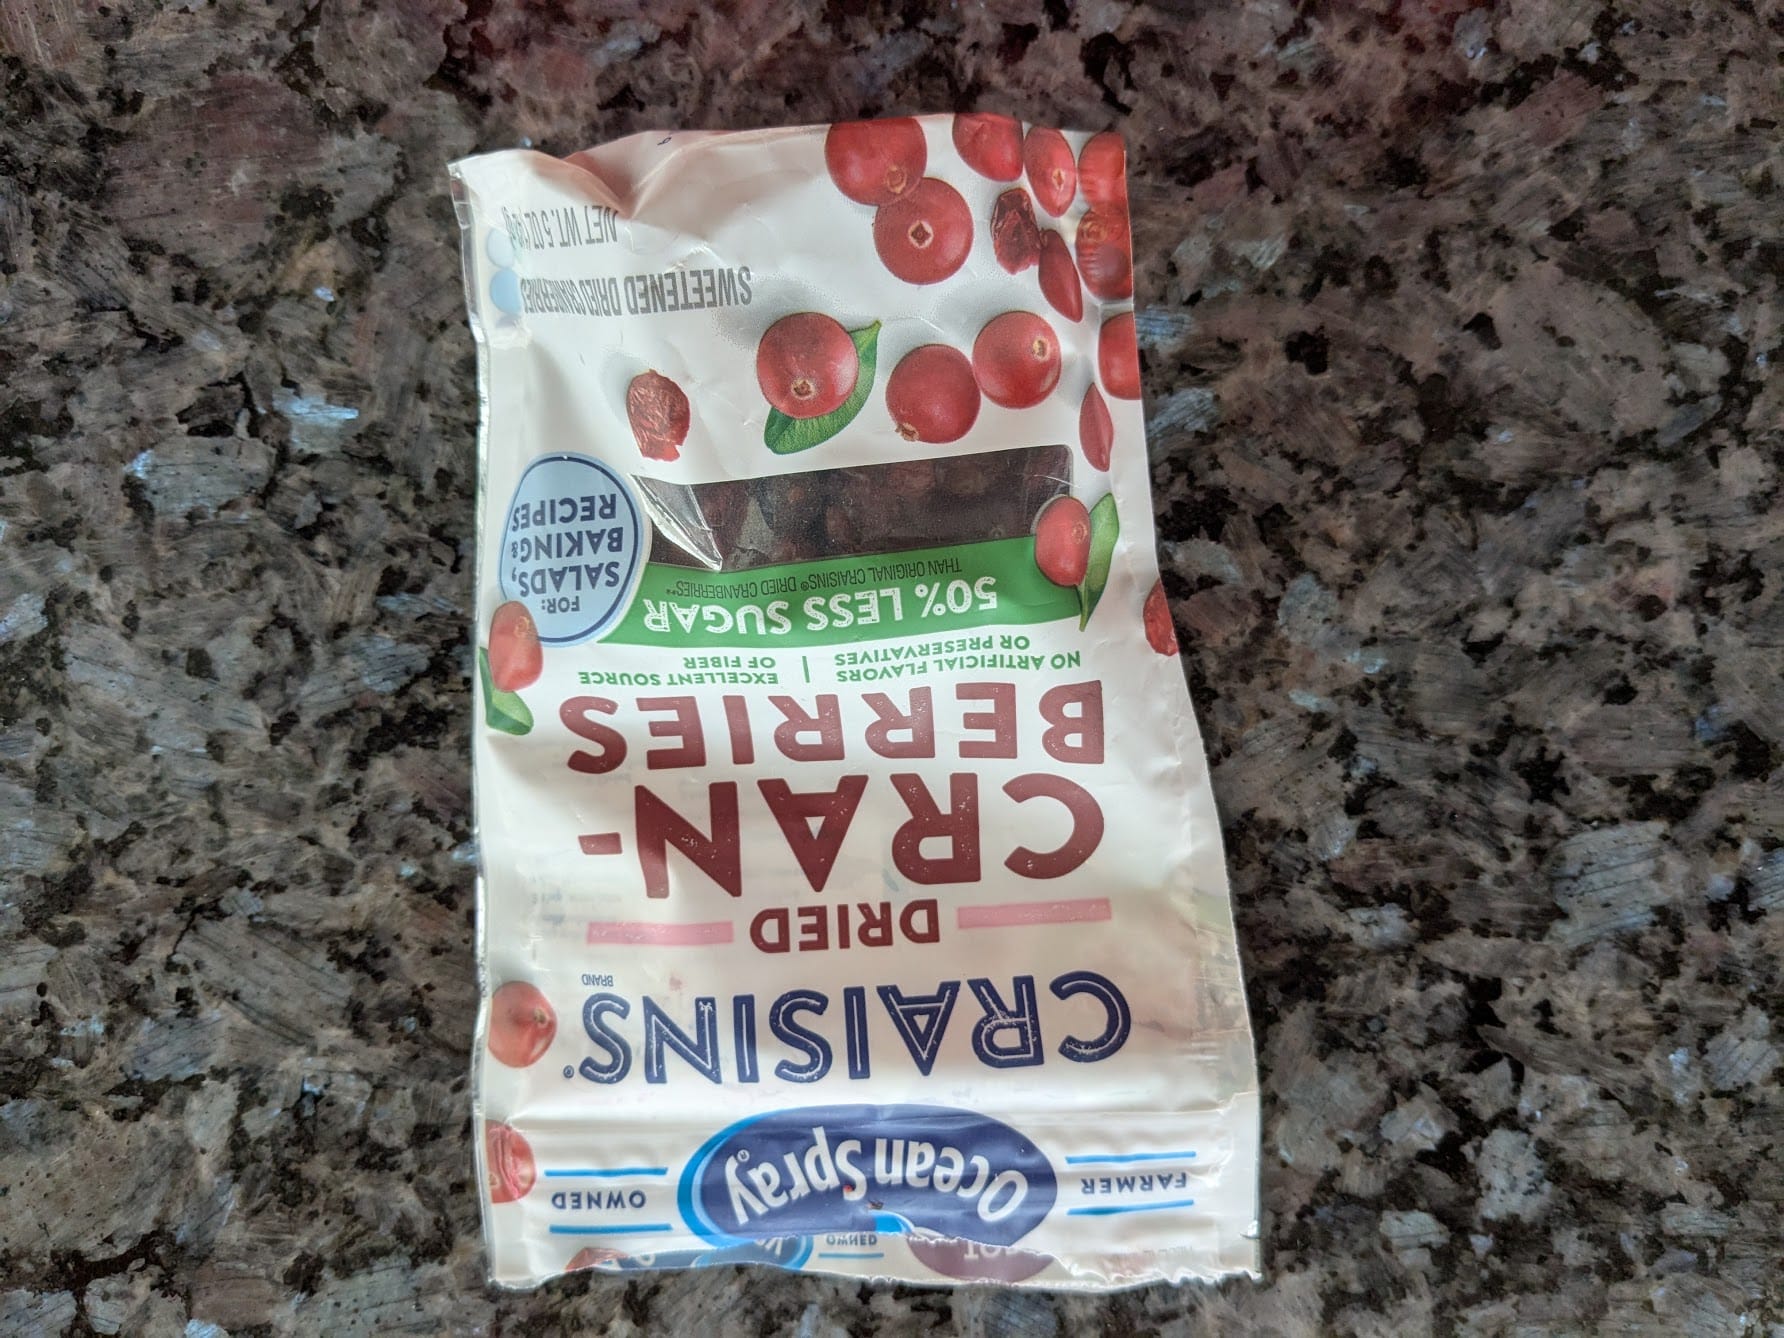 FARMER
Ocean Spray®
OWNED
CRAISINS®
BRAND
DRIED
CRAN-
BERRIES
NO ARTIFICIAL FLAVORS
OR PRESERVATIVES
EXCELLENT SOURCE
OF FIBER
50% LESS SUGAR
THAN ORIGINAL CRAISINS® DRIED CRANBERRIES**
FOR:
SALADS,
BAKING &
RECIPES
SWEETENED DRIED CRANBERRIES
NET WT. 5 OZ
OWNED